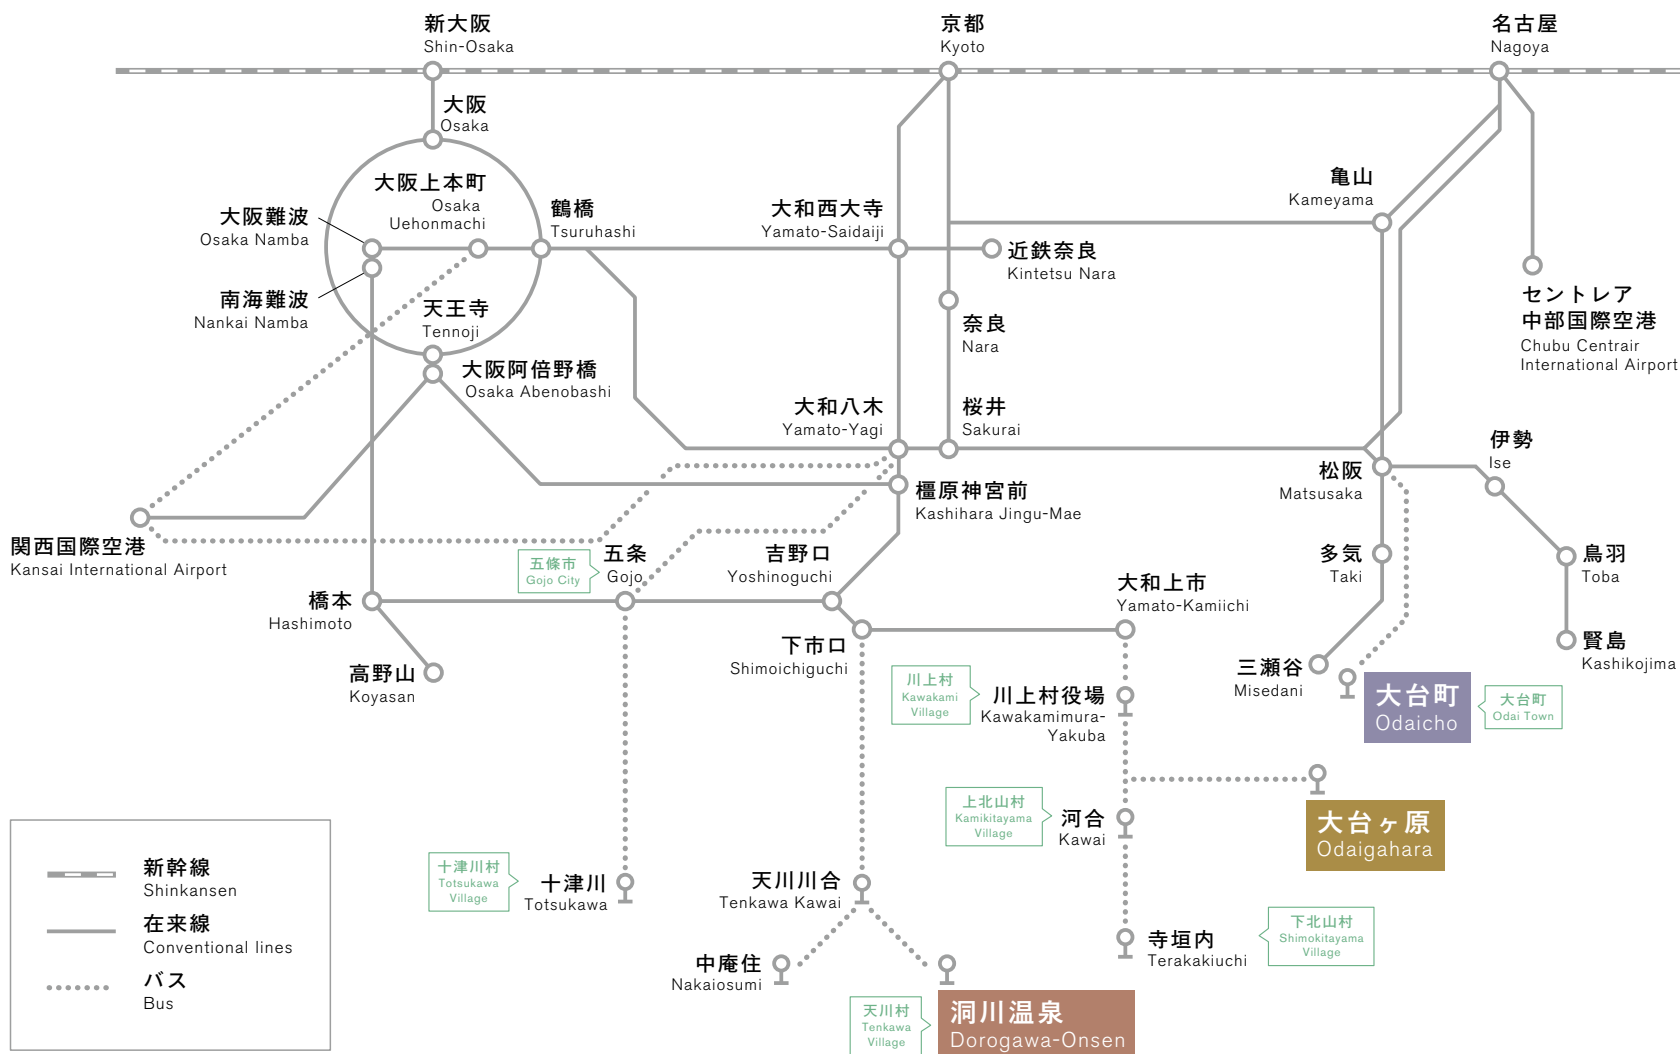 新大阪
Shin-Osaka
京都
Kyoto
名古屋
Nagoya
大阪
Osaka
大阪上本町
Osaka
Uehonmachi
大阪難波
Osaka Namba
鶴橋
Tsuruhashi
大和西大寺
Yamato-Saidaiji
近鉄奈良
Kintetsu Nara
亀山
Kameyama
南海難波
Nankai Namba
天王寺
Tennoji
奈良
Nara
セントレア
中部国際空港
Chubu Centrair
International Airport
大阪阿倍野橋
Osaka Abenobashi
大和八木
Yamato-Yagi
桜井
Sakurai
伊勢
Ise
松阪
Matsusaka
橿原神宮前
Kashihara Jingu-Mae
関西国際空港
Kansai International Airport
五條市
Gojo City
五条
Gojo
吉野口
Yoshinoguchi
大和上市
Yamato-Kamiichi
多気
Taki
鳥羽
Toba
橋本
Hashimoto
下市口
Shimoichiguchi
三瀬谷
Misedani
賢島
Kashikojima
高野山
Koyasan
川上村
Kawakami
Village
川上村役場
Kawakamimura-
Yakuba
大台町
Odaicho
大台町
Odai Town
上北山村
Kamikitayama
Village
河合
Kawai
大台ヶ原
Odaigahara
十津川村
Totsukawa
Village
十津川
Totsukawa
天川川合
Tenkawa Kawai
寺垣内
Terakakiuchi
下北山村
Shimokitayama
Village
中庵住
Nakaiosumi
天川村
Tenkawa
Village
洞川温泉
Dorogawa-Onsen
新幹線
Shinkansen
在来線
Conventional lines
バス
Bus